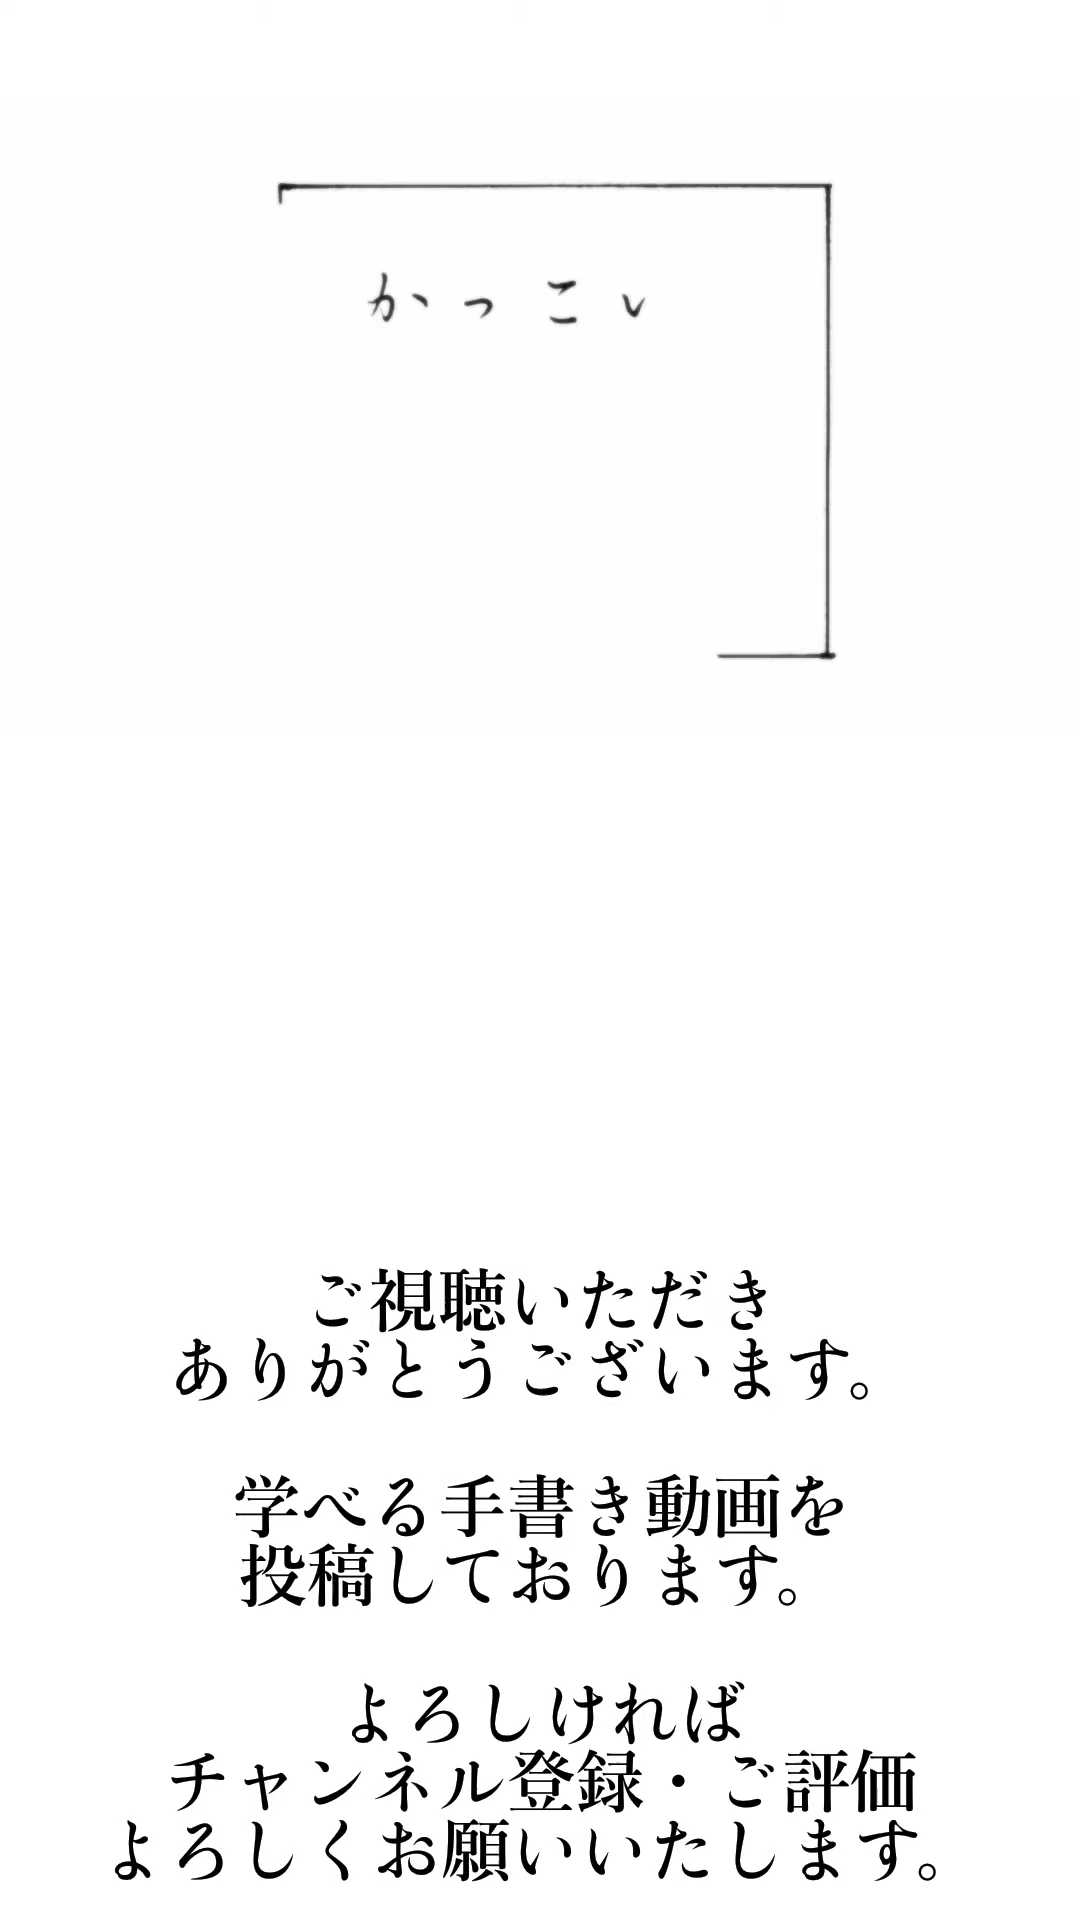 かっこい
ご視聴いただき
ありがとうございます。
学べる手書き動画を
投稿しております。
よろしければ
チャンネル登録・ご評価
よろしくお願いいたします。